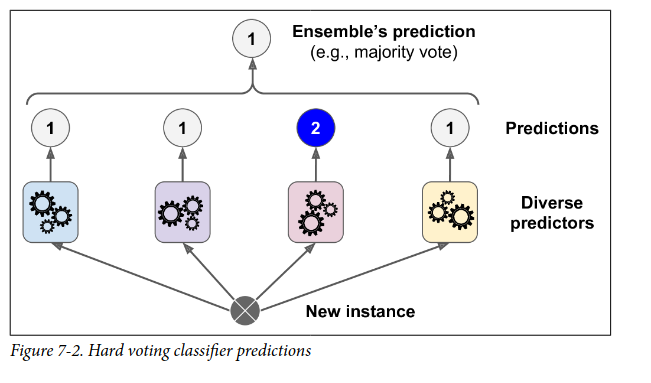 1
Ensemble's prediction
(e.g., majority vote)
1
1
2
1
Predictions
Diverse
predictors
New instance
Figure 7-2. Hard voting classifier predictions